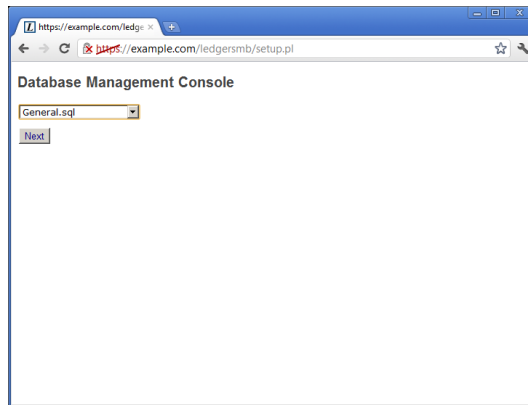 L https://example.com/ledge
https://example.com/ledgersmb/setup.pl
Database Management Console
General.sql
Next